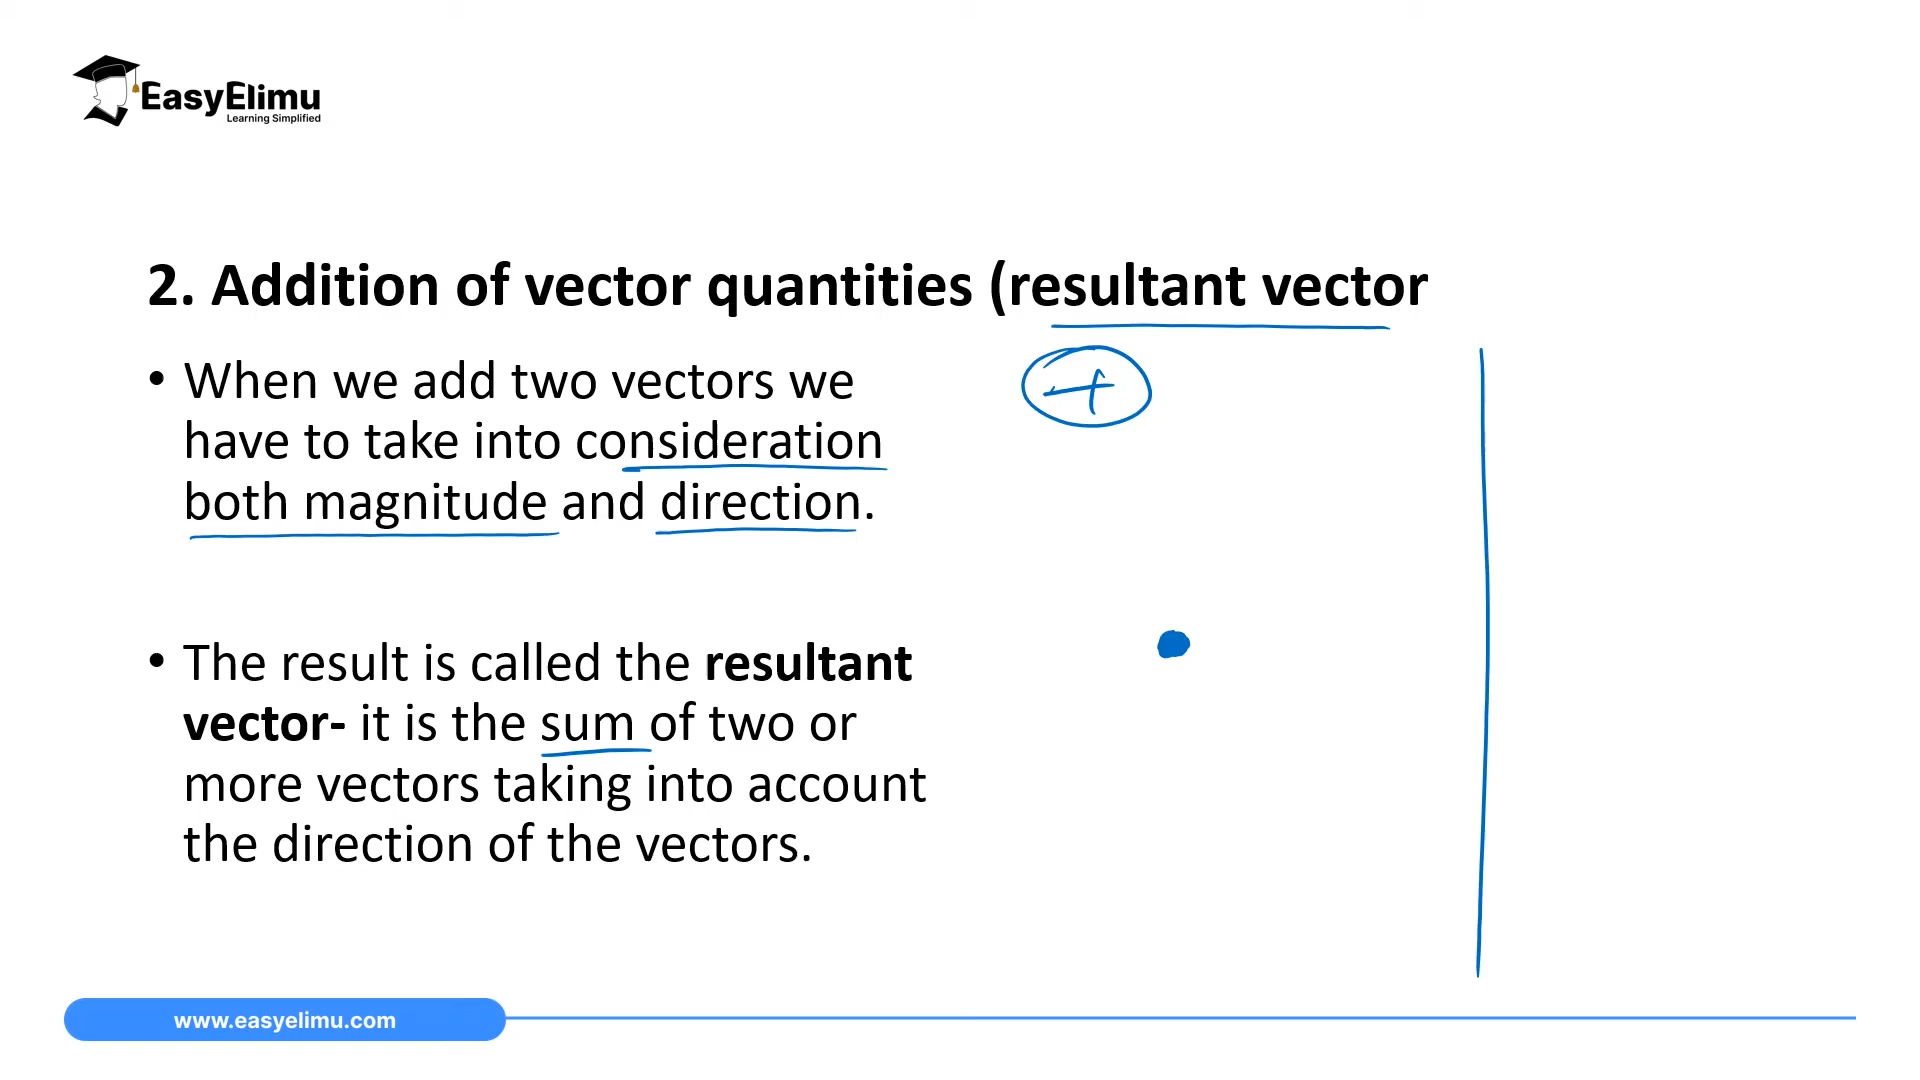 EasyElimu
Learning Simplified
2. Addition of vector quantities (resultant vector
+
• When we add two vectors we
have to take into consideration
both magnitude and direction.
• The result is called the resultant
vector- it is the sum of two or
more vectors taking into account
the direction of the vectors.
www.easyelimu.com